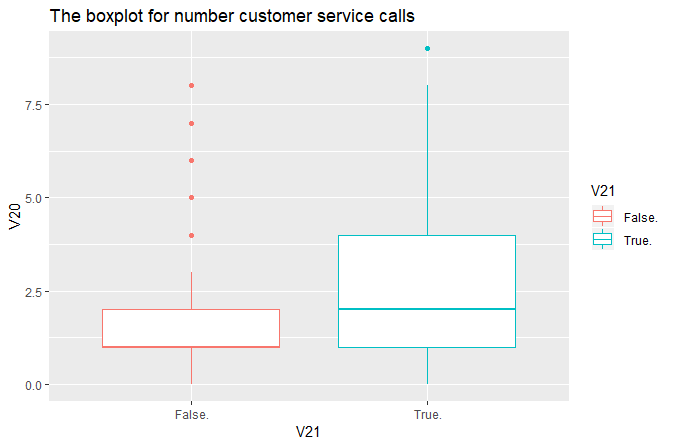 The boxplot for number customer service calls
7.5
5.0
2.5
0.0
V20
False.
True.
V21
V21
False.
True.